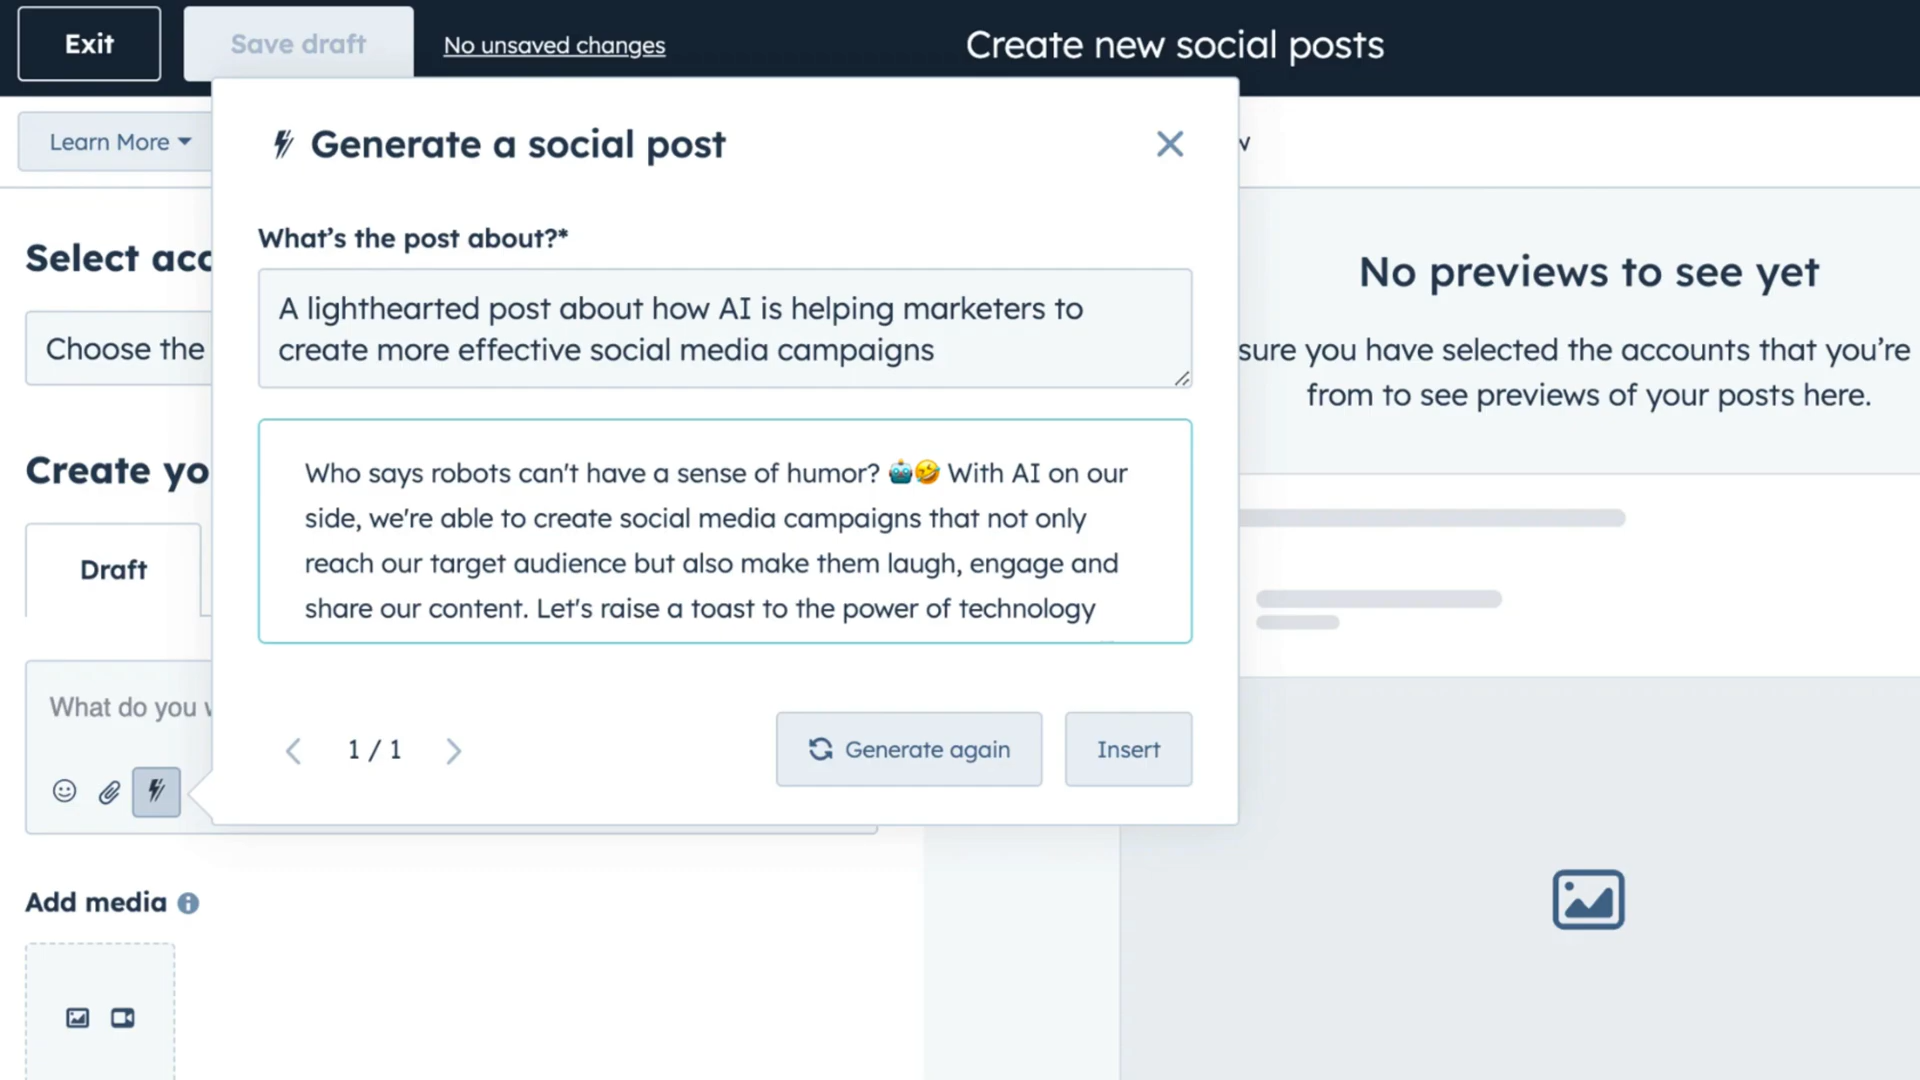 Exit
Save draft
No unsaved changes
Create new social posts
Learn More
Generate a social post
What's the post about?*
A lighthearted post about how AI is helping marketers to
create more effective social media campaigns
Who says robots can't have a sense of humor? 🤖🤣 With AI on our
side, we're able to create social media campaigns that not only
reach our target audience but also make them laugh, engage and
share our content. Let's raise a toast to the power of technology
1 / 1
Generate again
Insert
Select
Choose the
Create
Draft
What do you
Add media
No previews to see yet
sure you have selected the accounts that you're
from to see previews of your posts here.